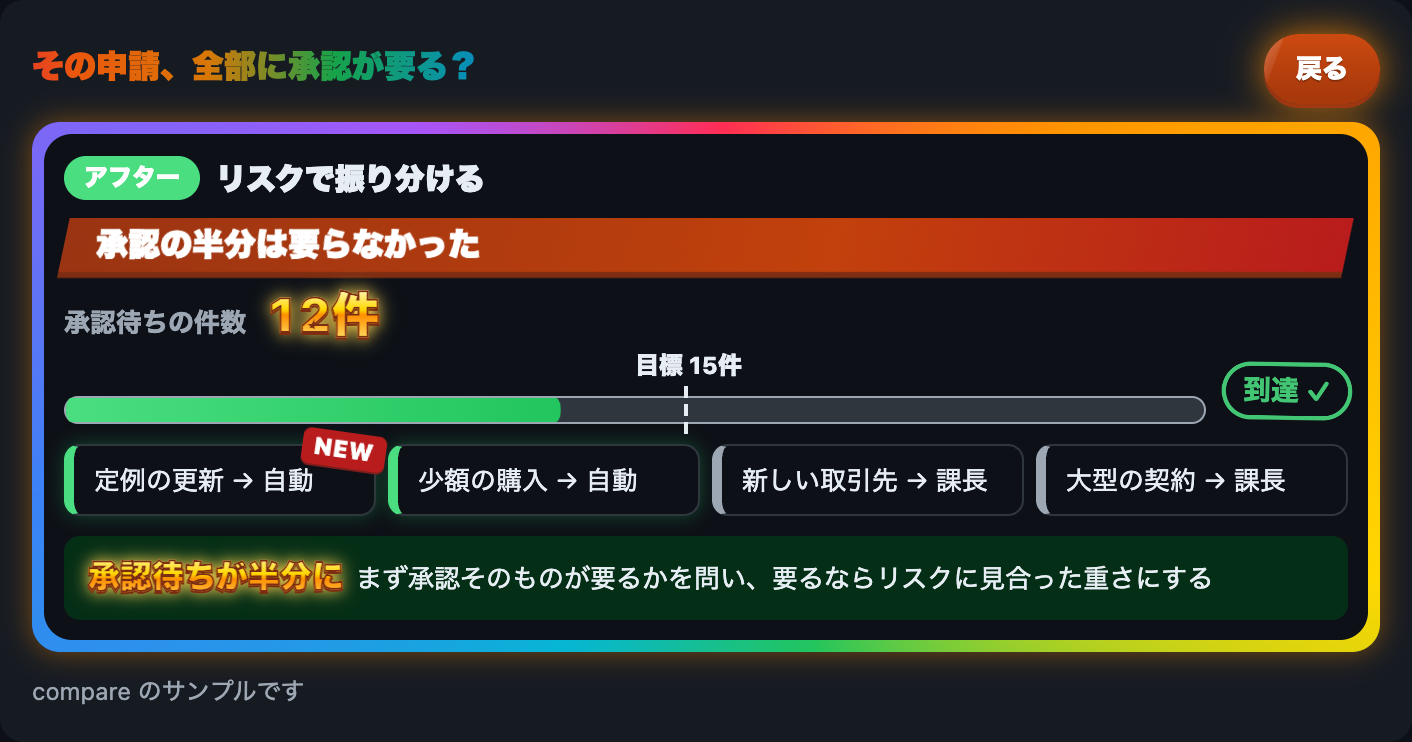 その申請、全部に承認が要る？
戻る
アフター リスクで振り分ける
承認の半分は要らなかった
承認待ちの件数 12件
目標 15件
到達 ✓
NEW
定例の更新 → 自動
少額の購入 → 自動
新しい取引先 → 課長
大型の契約 → 課長
承認待ちが半分に まず承認そのものが要るかを問い、要るならリスクに見合った重さにする
compare のサンプルです